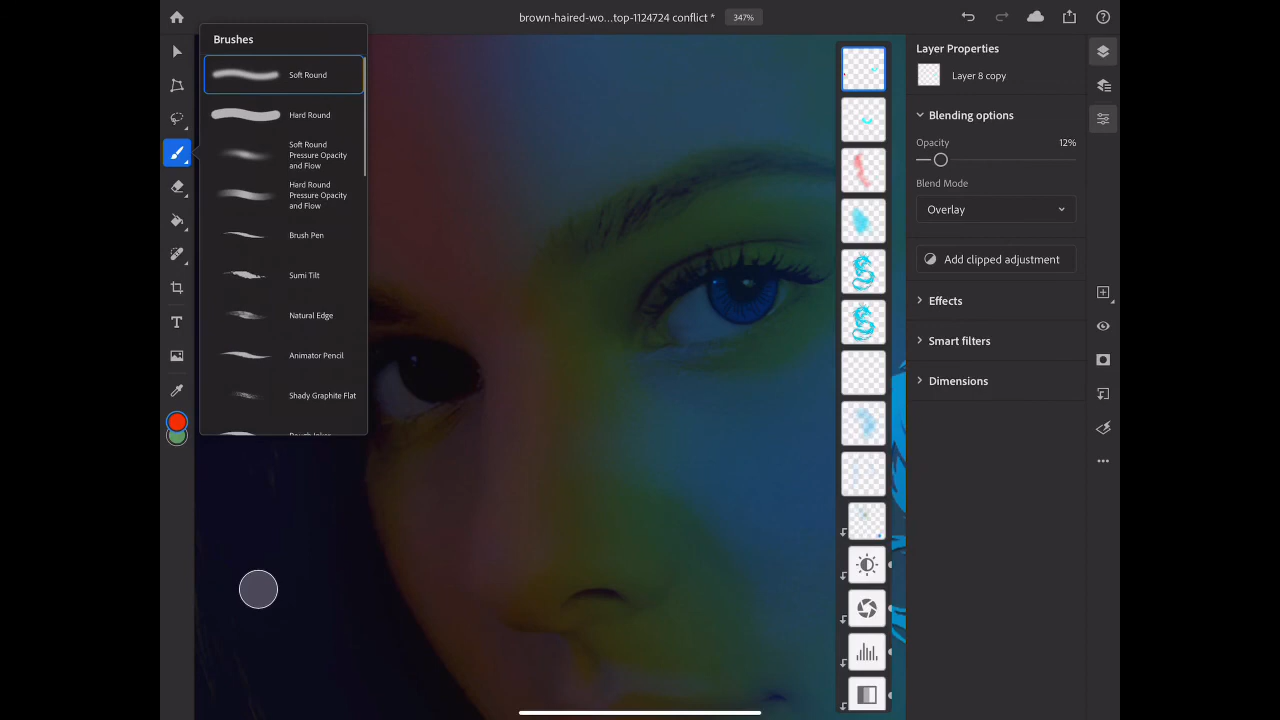 brown-haired-wo...top-1124724 conflict *
347%
Brushes
Soft Round
Hard Round
Soft Round
Pressure Opacity
and Flow
Hard Round
Pressure Opacity
and Flow
Brush Pen
Sumi Tilt
Natural Edge
Animator Pencil
Shady Graphite Flat
Rough Inker
Layer Properties
Layer 8 copy
Blending options
Opacity
12%
Blend Mode
Overlay
Add clipped adjustment
Effects
Smart filters
Dimensions